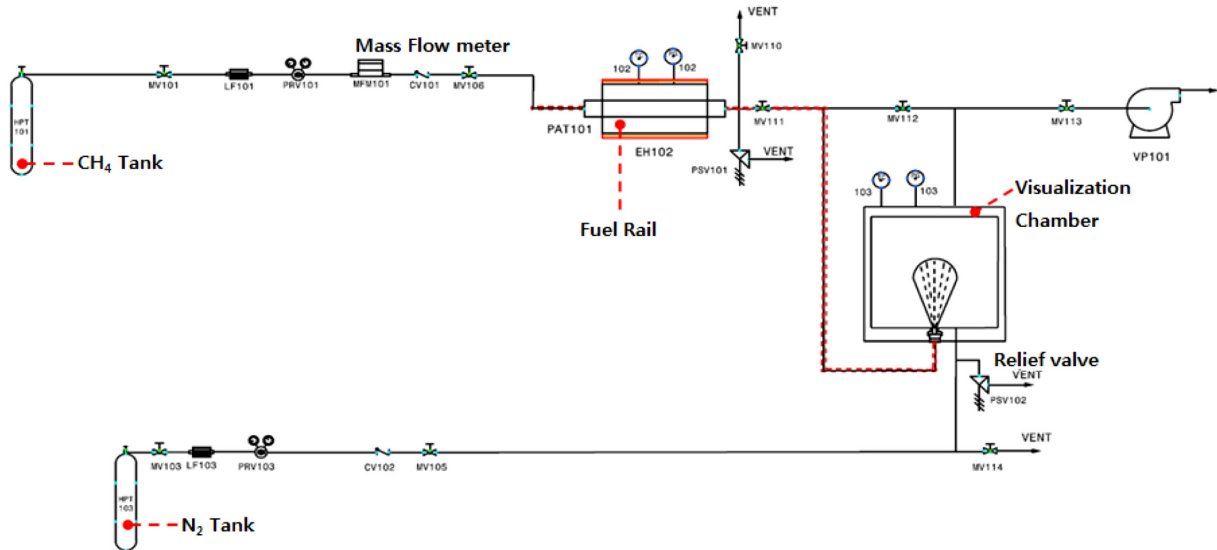 VENT
Mass Flow meter
MV110
102
102
MV101
LF101
PRV101
MFM101
CV101
MV106
HPT
101
CH₄ Tank
PAT101
EH102
Fuel Rail
MV111
MV112
MV113
VP101
VENT
PSV101
103
103
Visualization
Chamber
Relief valve
VENT
PSV102
MV103
LF103
PRV103
CV102
MV105
VENT
MV114
HPT
103
N₂ Tank